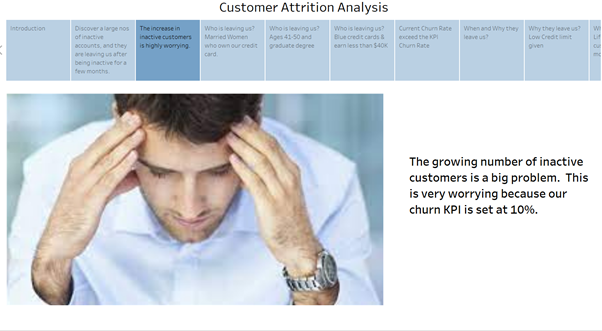 Customer Attrition Analysis
Introduction
Discover a large nos
of inactive
accounts, and they
are leaving us after
being inactive for a
few months.
The increase in
inactive customers
is highly worrying.
Who is leaving us?
Married Women
who own our credit
card
Who is leaving us?
Ages 41-50 and
graduate degree
Who is leaving us?
Blue credit cards &
earn less than $40K
Current Churn Rate
exceed the KPI
Churn Rate
When and Why they
leave us?
Why they leave us?
Low Credit limit
given
The growing number of inactive
customers is a big problem.  This
is very worrying because our
churn KPI is set at 10%.